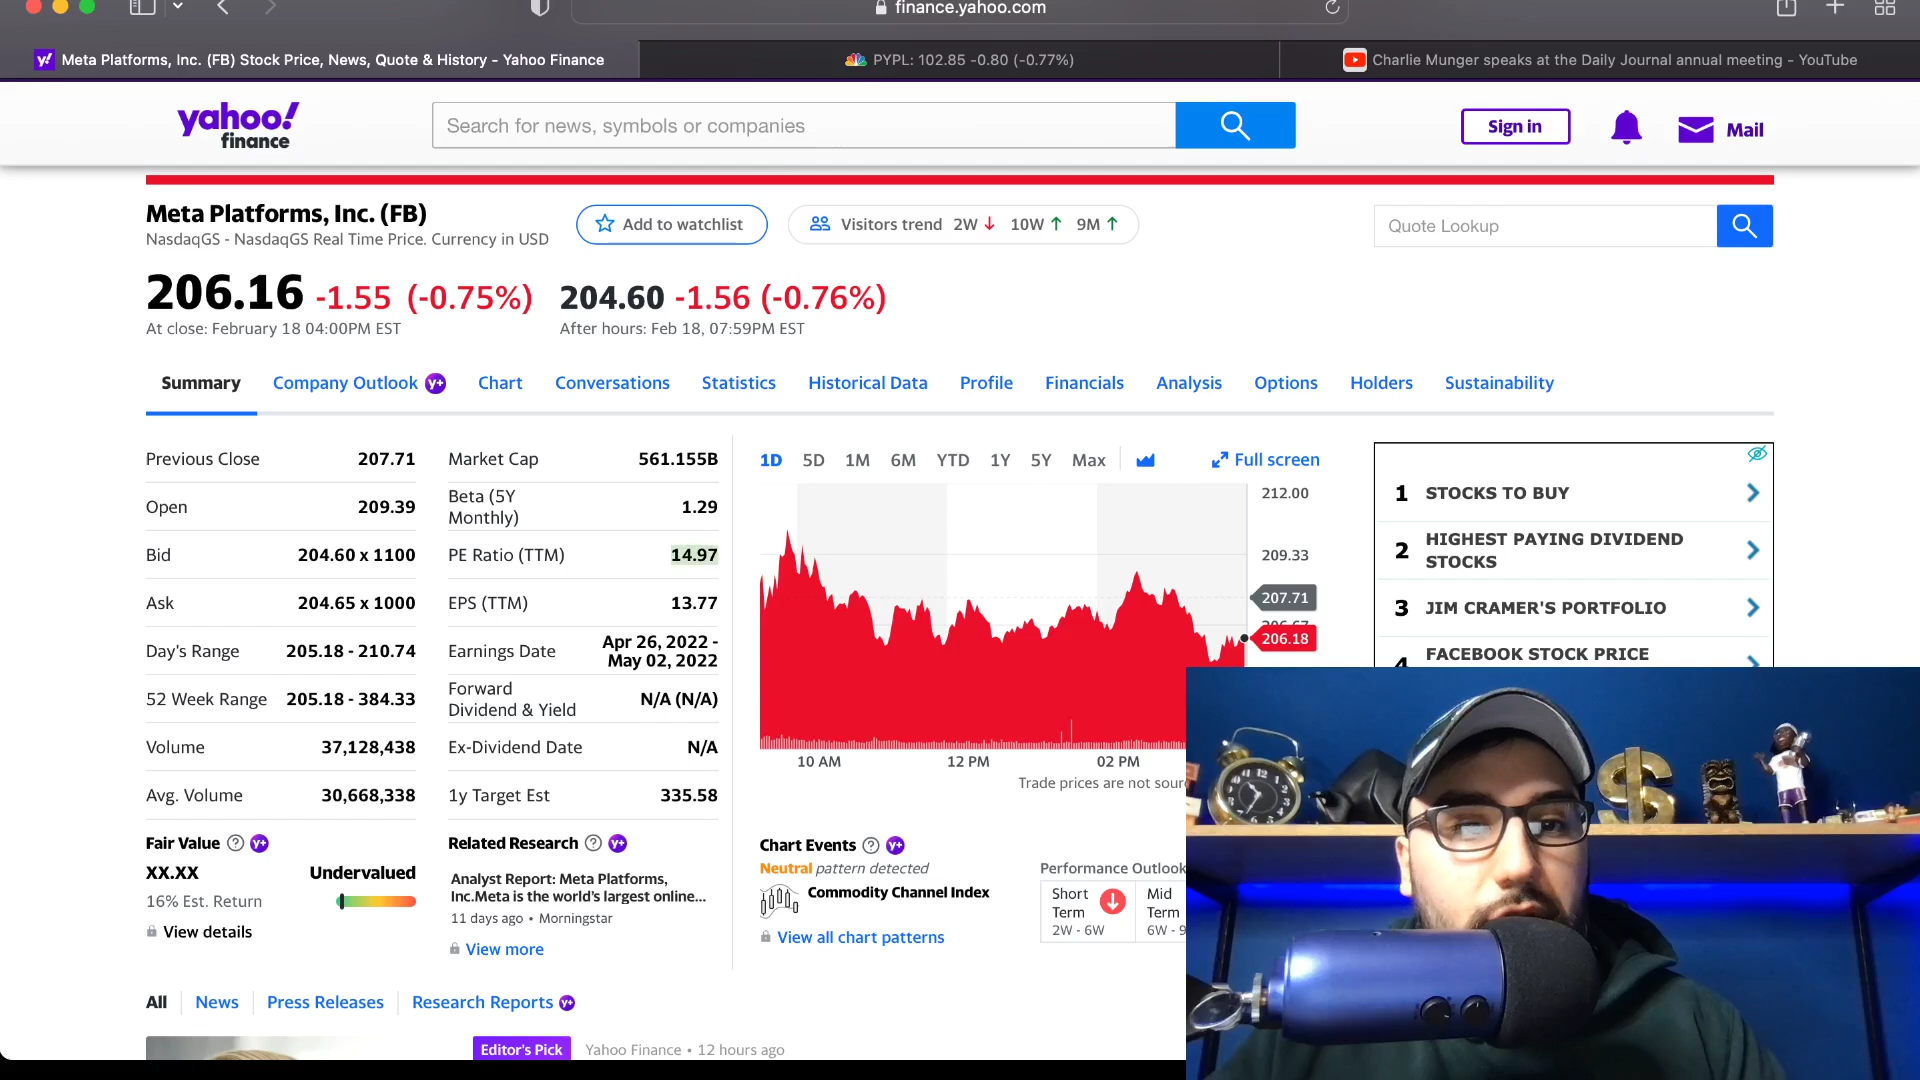 finance.yahoo.com
Meta Platforms, Inc. (FB) Stock Price, News, Quote & History - Yahoo Finance
PYPL: 102.85 -0.80 (-0.77%)
Charlie Munger speaks at the Daily Journal annual meeting - YouTube
yahoo!
finance
Search for news, symbols or companies
Sign in
Mail
Meta Platforms, Inc. (FB)
NasdaqGS - NasdaqGS Real Time Price. Currency in USD
Add to watchlist
Visitors trend 2W ↓ 10W ↑ 9M ↑
Quote Lookup
206.16 -1.55 (-0.75%)
At close: February 18 04:00PM EST
204.60 -1.56 (-0.76%)
After hours: Feb 18, 07:59PM EST
Summary Company Outlook Y+ Chart Conversations Statistics Historical Data Profile Financials Analysis Options Holders Sustainability
Previous Close 207.71
Open 209.39
Bid 204.60 x 1100
Ask 204.65 x 1000
Day's Range 205.18 - 210.74
52 Week Range 205.18 - 384.33
Volume 37,128,438
Avg. Volume 30,668,338
Market Cap 561.155B
Beta (5Y
Monthly) 1.29
PE Ratio (TTM) 14.97
EPS (TTM) 13.77
Earnings Date Apr 26, 2022 -
May 02, 2022
Forward
Dividend & Yield N/A (N/A)
Ex-Dividend Date N/A
1y Target Est 335.58
1D 5D 1M 6M YTD 1Y 5Y Max Full screen
212.00
209.33
207.71
206.67
206.18
10 AM 12 PM 02 PM
Trade prices are not
1 STOCKS TO BUY
2 HIGHEST PAYING DIVIDEND
STOCKS
3 JIM CRAMER'S PORTFOLIO
4 FACEBOOK STOCK PRICE
Fair Value ? Y+
XX.XX Undervalued
16% Est. Return
View details
Related Research ? Y+
Analyst Report: Meta Platforms,
Inc.Meta is the world's largest online...
11 days ago • Morningstar
View more
Chart Events ? Y+
Neutral pattern detected
Commodity Channel Index
View all chart patterns
Performance Outlook
Short
Term
2W - 6W
Mid
Term
6W - 9
All News Press Releases Research Reports Y+
Editor's Pick Yahoo Finance • 12 hours ago